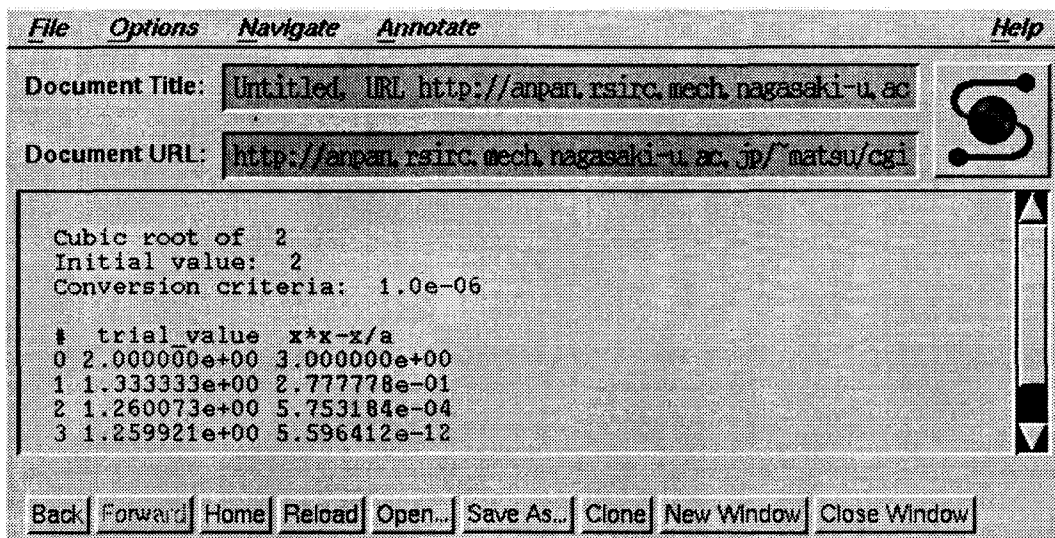 File Options Navigate Annotate Help
Document Title: Untitled, URL http://anpan.rsirc.mech.nagasaki-u.ac
Document URL: http://anpan.rsirc.mech.nagasaki-u.ac.jp/~matsu/cgi
Cubic root of 2
Initial value: 2
Conversion criteria: 1.0e-06
# trial_value x*x-x/a
0 2.000000e+00 3.000000e+00
1 1.333333e+00 2.777778e-01
2 1.260073e+00 5.753184e-04
3 1.259921e+00 5.596412e-12
Back Forward Home Reload Open... Save As... Clone New Window Close Window